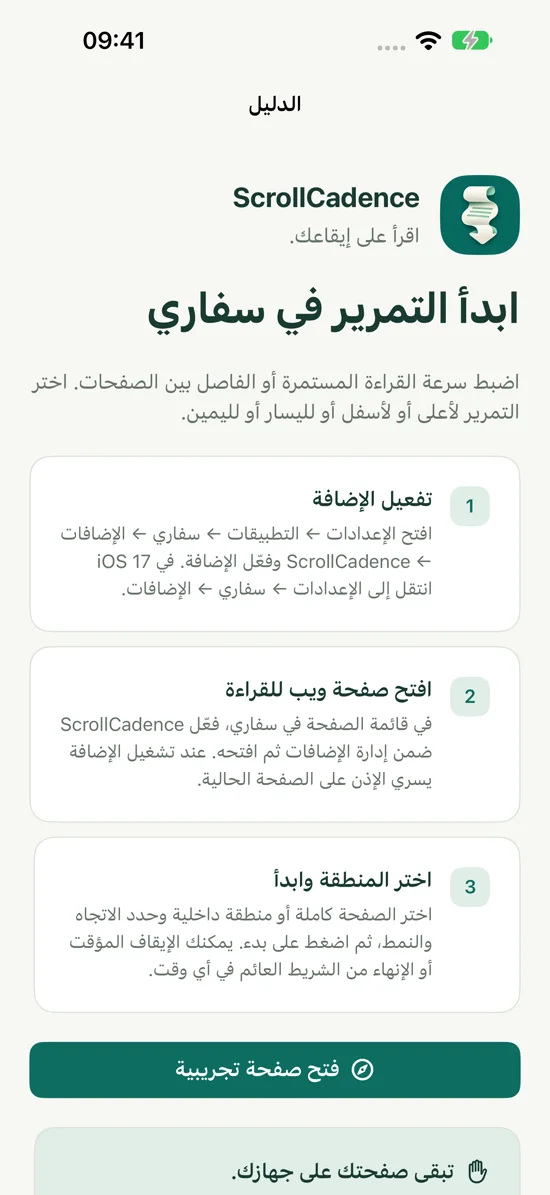 09:41
الدليل
ScrollCadence
اقرأ على إيقاعك.
ابدأ التمرير في سفاري
اضبط سرعة القراءة المستمرة أو الفاصل بين الصفحات. اختر
التمرير لأعلى أو لأسفل أو لليسار أو لليمين.
1
تفعيل الإضافة
افتح الإعدادات ← التطبيقات ← سفاري ← الإضافات
← ScrollCadence وفعّل الإضافة. في iOS 17
انتقل إلى الإعدادات ← سفاري ← الإضافات.
2
افتح صفحة ويب للقراءة
في قائمة الصفحة في سفاري، فعّل ScrollCadence
ضمن إدارة الإضافات ثم افتحه. عند تشغيل الإضافة
يسري الإذن على الصفحة الحالية.
3
اختر المنطقة وابدأ
اختر الصفحة كاملة أو منطقة داخلية وحدد الاتجاه
والنمط، ثم اضغط على بدء. يمكنك الإيقاف المؤقت
أو الإنهاء من الشريط العائم في أي وقت.
فتح صفحة تجريبية
تبقى صفحتك على جهازك.